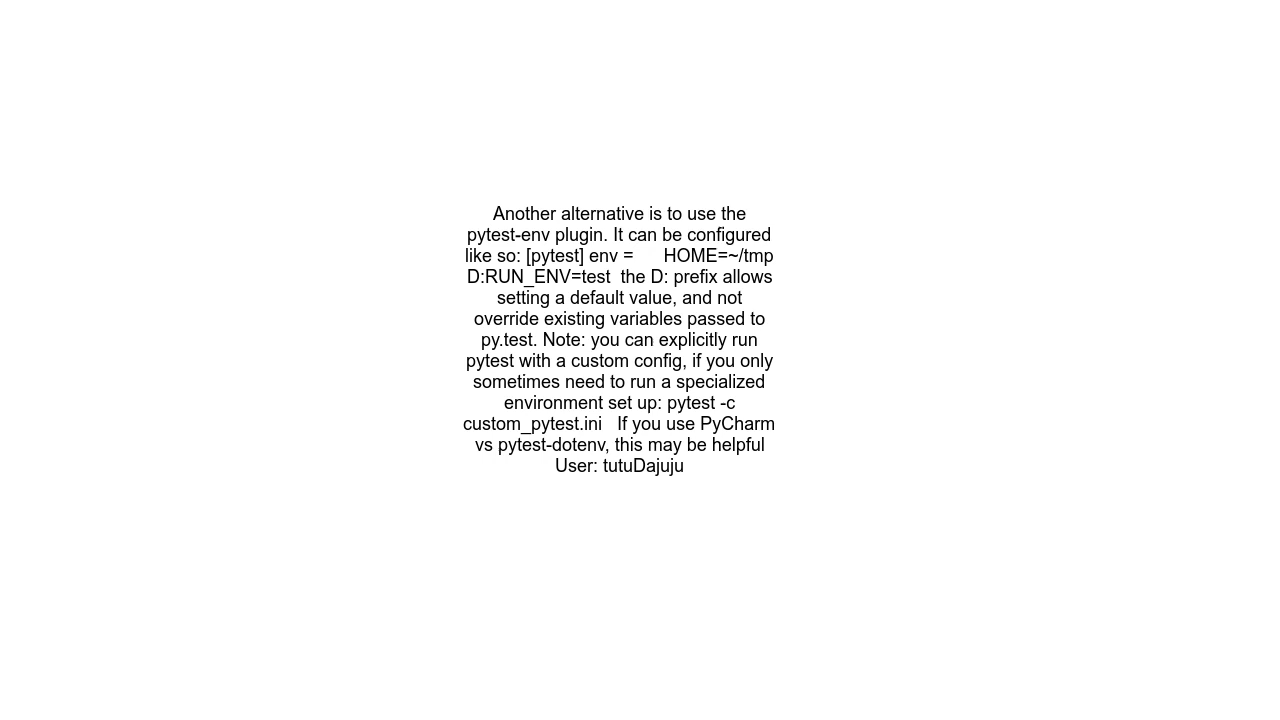 Another alternative is to use the
pytest-env plugin. It can be configured
like so: [pytest] env =      HOME=~/tmp
D:RUN_ENV=test  the D: prefix allows
setting a default value, and not
override existing variables passed to
py.test. Note: you can explicitly run
pytest with a custom config, if you only
sometimes need to run a specialized
environment set up: pytest -c
custom_pytest.ini   If you use PyCharm
vs pytest-dotenv, this may be helpful
User: tutuDajuju